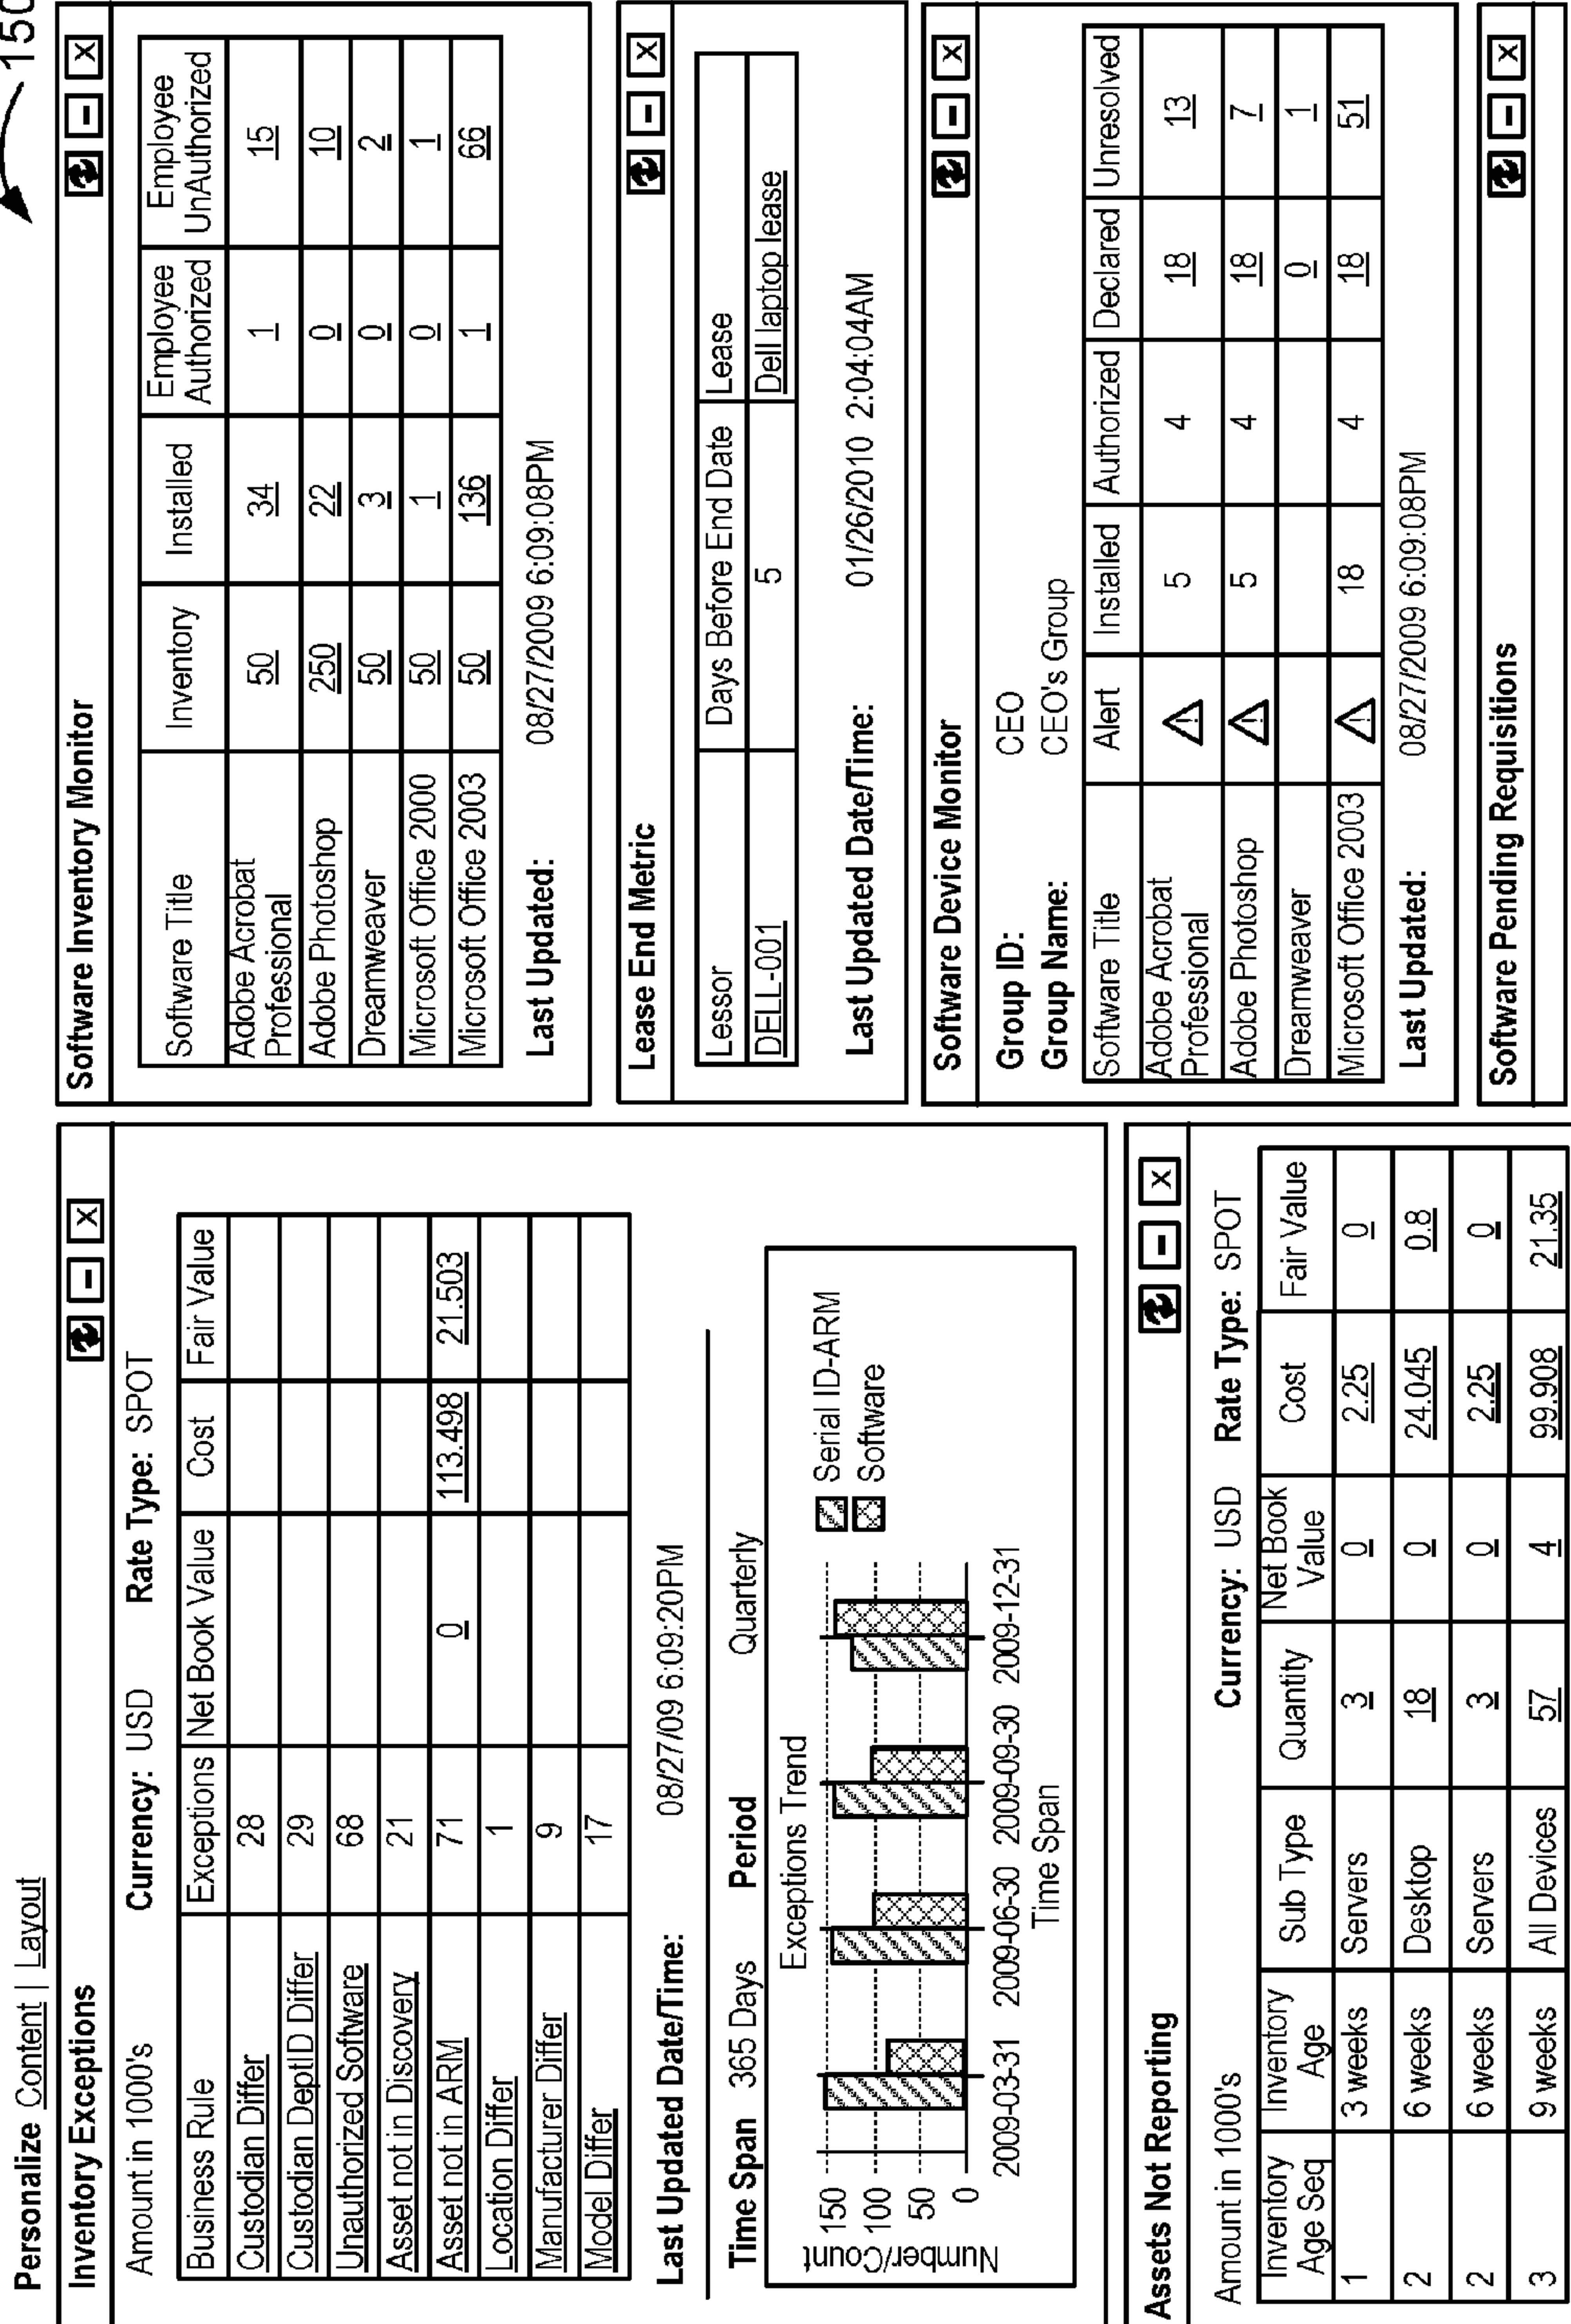 150
Personalize Content | Layout
Inventory Exceptions
Amount in 1000's Currency: USD Rate Type: SPOT
Business Rule Exceptions Net Book Value Cost Fair Value
Custodian Differ 28
Custodian DeptID Differ 29
Unauthorized Software 68
Asset not in Discovery 21
Asset not in ARM 71 0 113.498 21.503
Location Differ 1
Manufacturer Differ 9
Model Differ 17
Last Updated Date/Time: 08/27/09 6:09:20PM
Time Span 365 Days Period Quarterly
Exceptions Trend
Number/Count
150
100
50
0
2009-03-31 2009-06-30 2009-09-30 2009-12-31
Time Span
Serial ID-ARM
Software
Assets Not Reporting
Amount in 1000's Currency: USD Rate Type: SPOT
Inventory Age Seq Inventory Age Sub Type Quantity Net Book Value Cost Fair Value
1 3 weeks Servers 3 0 2.25 0
2 6 weeks Desktop 18 0 24.045 0.8
2 6 weeks Servers 3 0 2.25 0
3 9 weeks All Devices 57 4 99.908 21.35
Software Inventory Monitor
Software Title Inventory Installed Employee Authorized Employee UnAuthorized
Adobe Acrobat Professional 50 34 1 15
Adobe Photoshop 250 22 0 10
Dreamweaver 50 3 0 2
Microsoft Office 2000 50 1 0 1
Microsoft Office 2003 50 136 1 66
Last Updated: 08/27/2009 6:09:08PM
Lease End Metric
Lessor Days Before End Date Lease
DELL-001 5 Dell laptop lease
Last Updated Date/Time: 01/26/2010 2:04:04AM
Software Device Monitor
Group ID: CEO
Group Name: CEO's Group
Software Title Alert Installed Authorized Declared Unresolved
Adobe Acrobat Professional 5 4 18 13
Adobe Photoshop 5 4 18 7
Dreamweaver 0 1
Microsoft Office 2003 18 4 18 51
Last Updated: 08/27/2009 6:09:08PM
Software Pending Requisitions